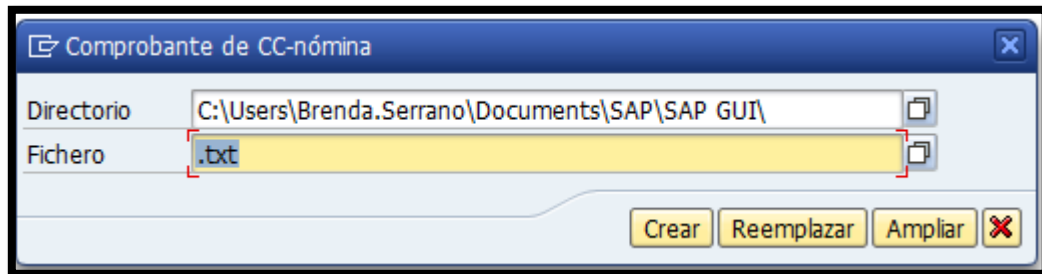 Comprobante de CC-nómina
Directorio C:\Users\Brenda.Serrano\Documents\SAP\SAP GUI\
Fichero .txt
Crear Reemplazar Ampliar